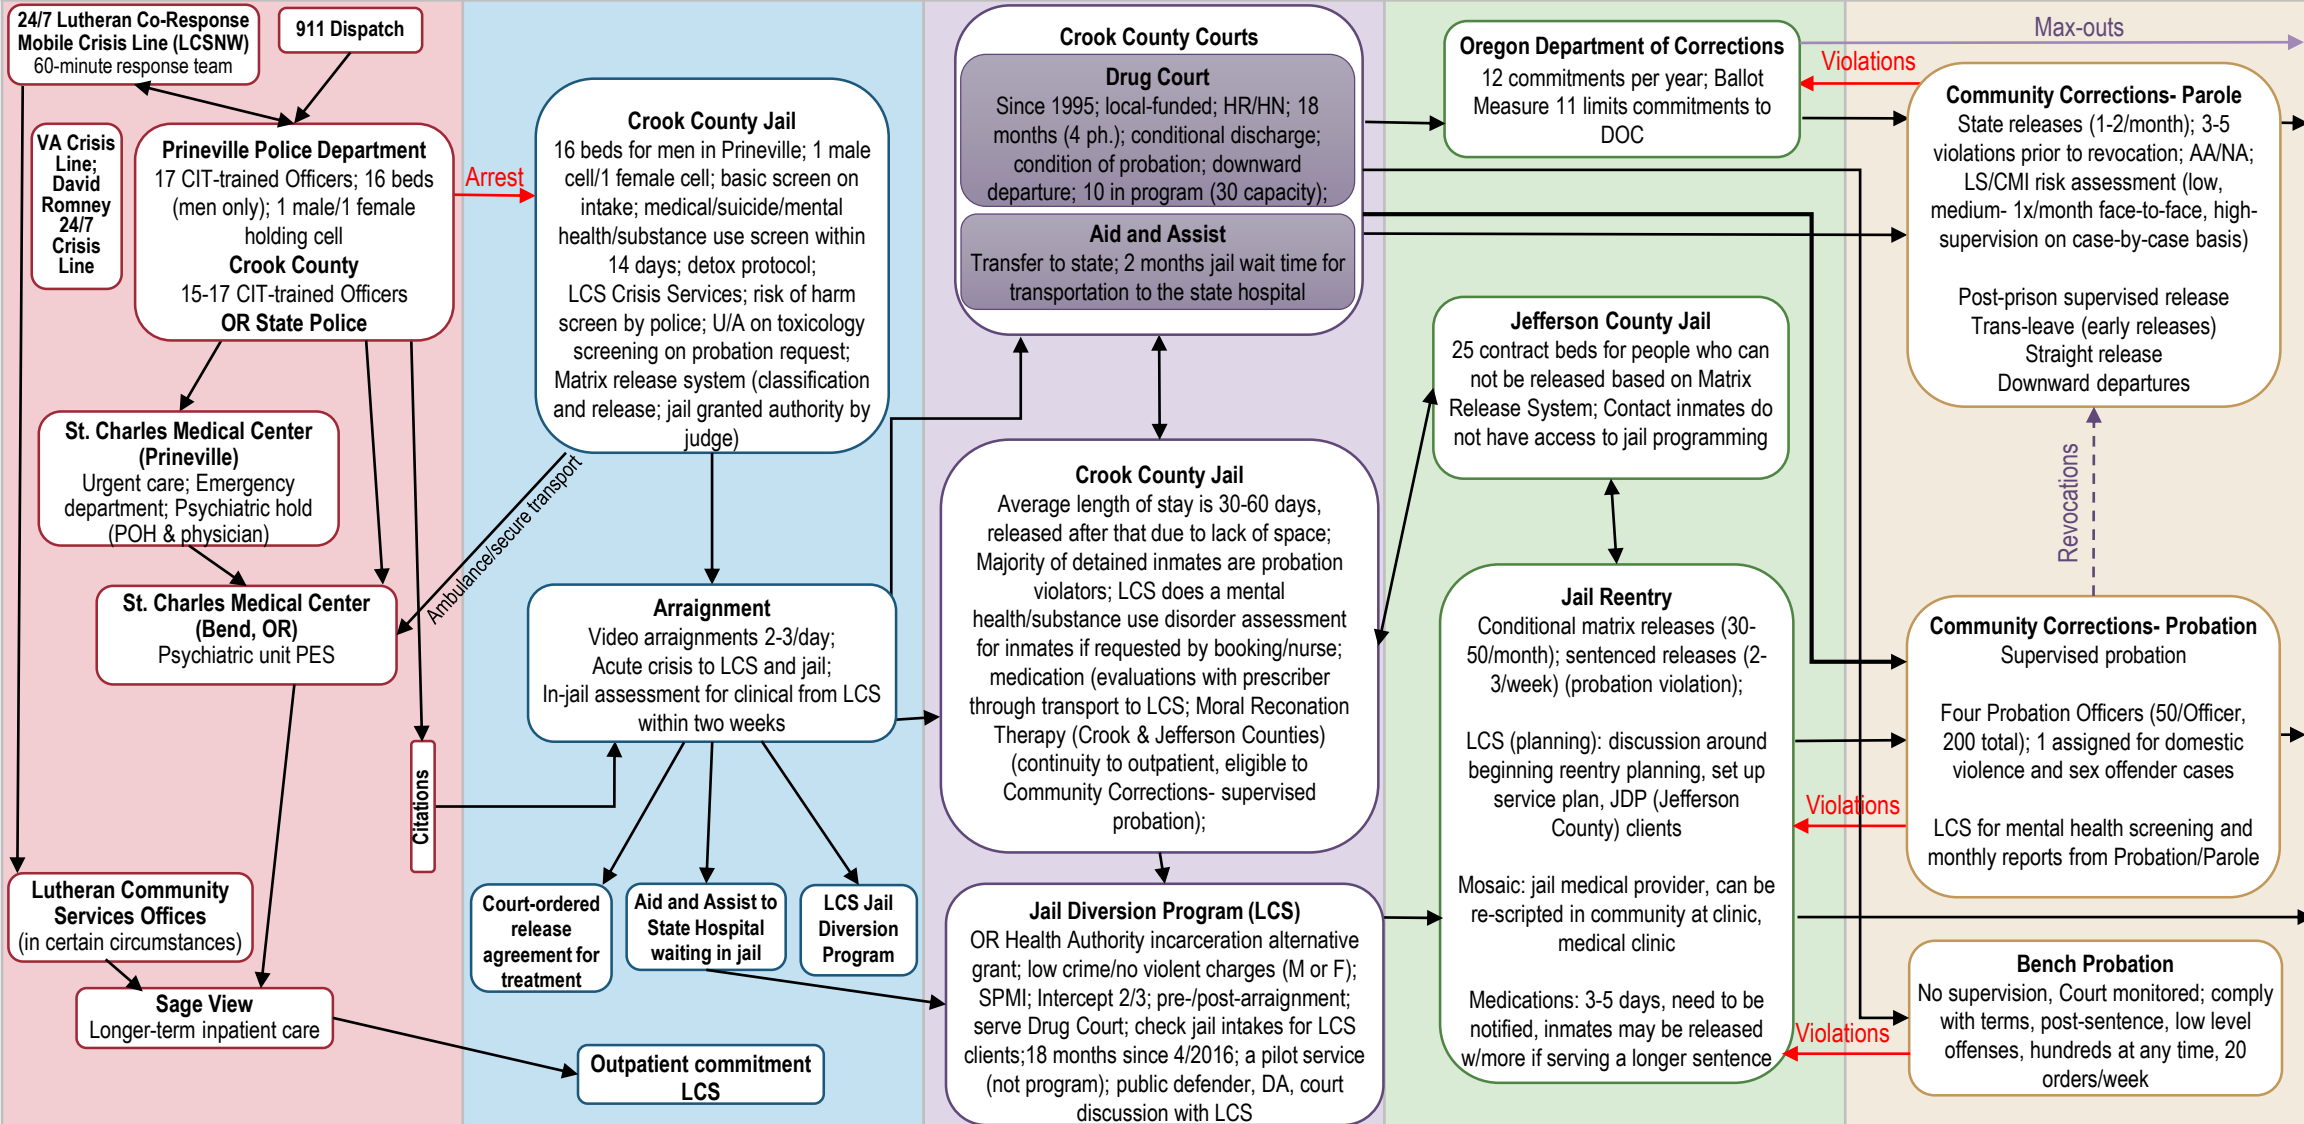 24/7 Lutheran Co-Response
Mobile Crisis Line (LCSNW)
60-minute response team
911 Dispatch
VA Crisis
Line;
David
Romney
24/7
Crisis
Line
Prineville Police Department
17 CIT-trained Officers; 16 beds
(men only); 1 male/1 female
holding cell
Crook County
15-17 CIT-trained Officers
OR State Police
Arrest
St. Charles Medical Center
(Prineville)
Urgent care; Emergency
department; Psychiatric hold
(POH & physician)
St. Charles Medical Center
(Bend, OR)
Psychiatric unit PES
Citations
Lutheran Community
Services Offices
(in certain circumstances)
Sage View
Longer-term inpatient care
Crook County Jail
16 beds for men in Prineville; 1 male
cell/1 female cell; basic screen on
intake; medical/suicide/mental
health/substance use screen within
14 days; detox protocol;
LCS Crisis Services; risk of harm
screen by police; U/A on toxicology
screening on probation request;
Matrix release system (classification
and release; jail granted authority by
judge)
Ambulance/secure transport
Arraignment
Video arraignments 2-3/day;
Acute crisis to LCS and jail;
In-jail assessment for clinical from LCS
within two weeks
Court-ordered
release
agreement for
treatment
Aid and Assist to
State Hospital
waiting in jail
LCS Jail
Diversion
Program
Outpatient commitment
LCS
Crook County Courts
Drug Court
Since 1995; local-funded; HR/HN; 18
months (4 ph.); conditional discharge;
condition of probation; downward
departure; 10 in program (30 capacity);
Aid and Assist
Transfer to state; 2 months jail wait time for
transportation to the state hospital
Crook County Jail
Average length of stay is 30-60 days,
released after that due to lack of space;
Majority of detained inmates are probation
violators; LCS does a mental
health/substance use disorder assessment
for inmates if requested by booking/nurse;
medication (evaluations with prescriber
through transport to LCS; Moral Reconation
Therapy (Crook & Jefferson Counties)
(continuity to outpatient, eligible to
Community Corrections- supervised
probation);
Jail Diversion Program (LCS)
OR Health Authority incarceration alternative
grant; low crime/no violent charges (M or F);
SPMI; Intercept 2/3; pre-/post-arraignment;
serve Drug Court; check jail intakes for LCS
clients;18 months since 4/2016; a pilot service
(not program); public defender, DA, court
discussion with LCS
Oregon Department of Corrections
12 commitments per year; Ballot
Measure 11 limits commitments to
DOC
Jefferson County Jail
25 contract beds for people who can
not be released based on Matrix
Release System; Contact inmates do
not have access to jail programming
Jail Reentry
Conditional matrix releases (30-
50/month); sentenced releases (2-
3/week) (probation violation);
LCS (planning): discussion around
beginning reentry planning, set up
service plan, JDP (Jefferson
County) clients
Mosaic: jail medical provider, can be
re-scripted in community at clinic,
medical clinic
Medications: 3-5 days, need to be
notified, inmates may be released
w/more if serving a longer sentence
Max-outs
Violations
Community Corrections- Parole
State releases (1-2/month); 3-5
violations prior to revocation; AA/NA;
LS/CMI risk assessment (low,
medium- 1x/month face-to-face, high-
supervision on case-by-case basis)
Post-prison supervised release
Trans-leave (early releases)
Straight release
Downward departures
Revocations
Community Corrections- Probation
Supervised probation
Four Probation Officers (50/Officer,
200 total); 1 assigned for domestic
violence and sex offender cases
LCS for mental health screening and
monthly reports from Probation/Parole
Violations
Bench Probation
No supervision, Court monitored; comply
with terms, post-sentence, low level
offenses, hundreds at any time, 20
orders/week
Violations